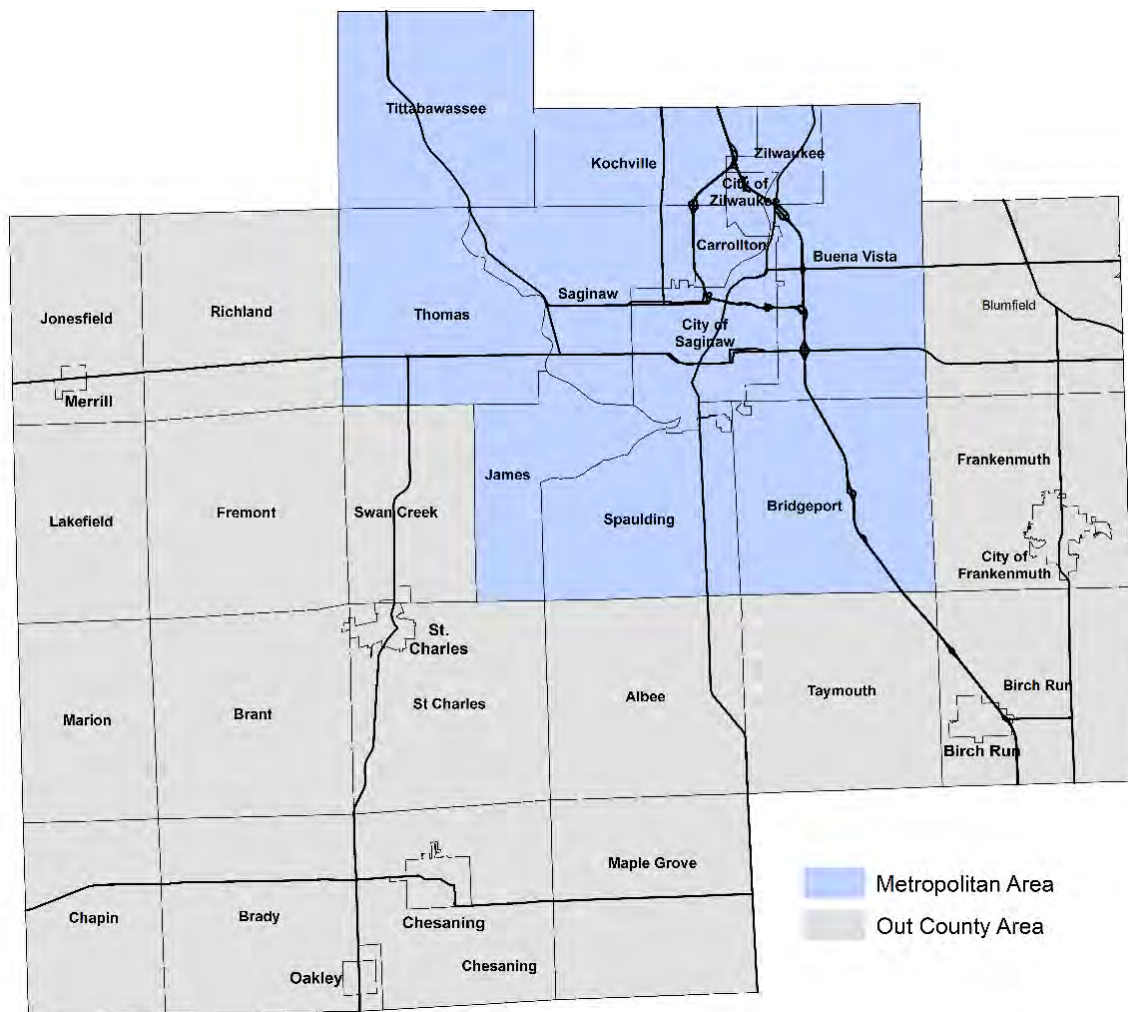 Tittabawassee
Kochville
Zilwaukee
City of
Zilwaukee
Carrollton
Buena Vista
Saginaw
Thomas
Richland
Jonesfield
Blumfield
City of
Saginaw
Merrill
Frankenmuth
James
Swan Creek
Fremont
Lakefield
Spaulding
Bridgeport
City of
Frankenmuth
St.
Charles
Birch Run
Taymouth
Albee
St Charles
Brant
Marion
Birch Run
Maple Grove
Metropolitan Area
Chapin
Brady
Chesaning
Out County Area
Oakley
Chesaning